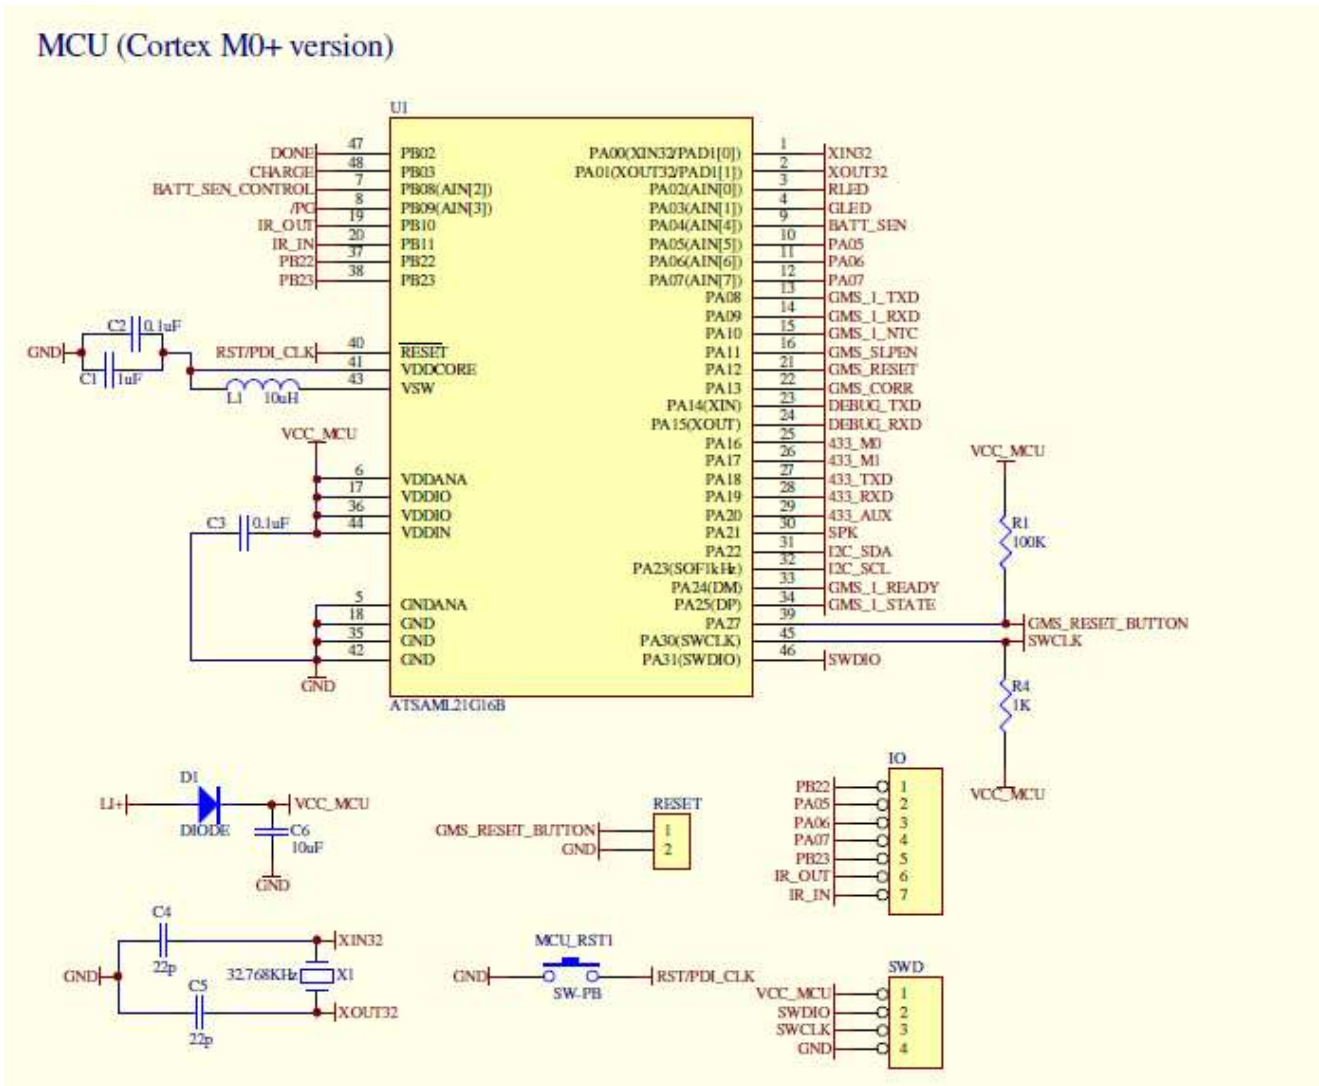 MCU (Cortex M0+ version)
U1
DONE 47 PB02
CHARGE 48 PB03
BATT_SEN_CONTROL 7 PB08(AIN[2])
/PG 8 PB09(AIN[3])
IR_OUT 19 PB10
IR_IN 20 PB11
PB22 37 PB22
PB23 38 PB23
C2 0.1uF
GND
C1 1uF
RST/PDI_CLK 40 RESET
41 VDDCORE
43 VSW
L1 10uH
VCC_MCU
6 VDDANA
17 VDDIO
36 VDDIO
44 VDDIN
C3 0.1uF
5 GNDANA
18 GND
35 GND
42 GND
GND
PA00(XIN32/PAD1[0]) 1 XIN32
PA01(XOUT32/PAD1[1]) 2 XOUT32
PA02(AIN[0]) 3 RLED
PA03(AIN[1]) 4 GLED
PA04(AIN[4]) 9 BATT_SEN
PA05(AIN[5]) 10 PA05
PA06(AIN[6]) 11 PA06
PA07(AIN[7]) 12 PA07
PA08 13 GMS_1_TXD
PA09 14 GMS_1_RXD
PA10 15 GMS_1_NTC
PA11 16 GMS_SLPEN
PA12 21 GMS_RESET
PA13 22 GMS_CORR
PA14(XIN) 23 DEBUG_TXD
PA15(XOUT) 24 DEBUG_RXD
PA16 25 433_M0
PA17 26 433_M1
PA18 27 433_TXD
PA19 28 433_RXD
PA20 29 433_AUX
PA21 30 SPK
PA22 31 I2C_SDA
PA23(SOF1kHz) 32 I2C_SCL
PA24(DM) 33 GMS_1_READY
PA25(DP) 34 GMS_1_STATE
PA27 39 GMS_RESET_BUTTON
PA30(SWCLK) 45 SWCLK
PA31(SWDIO) 46 SWDIO
ATSAML21G16B
VCC_MCU
R1
100K
R4
1K
VCC_MCU
D1
LI+ VCC_MCU
DIODE
C6
10uF
GND
RESET
GMS_RESET_BUTTON 1
GND 2
IO
PB22 1
PA05 2
PA06 3
PA07 4
PB23 5
IR_OUT 6
IR_IN 7
C4
22p
XIN32
GND
32.768KHz X1
C5
22p
XOUT32
MCU_RST1
GND RST/PDI_CLK
SW-PB
SWD
VCC_MCU 1
SWDIO 2
SWCLK 3
GND 4